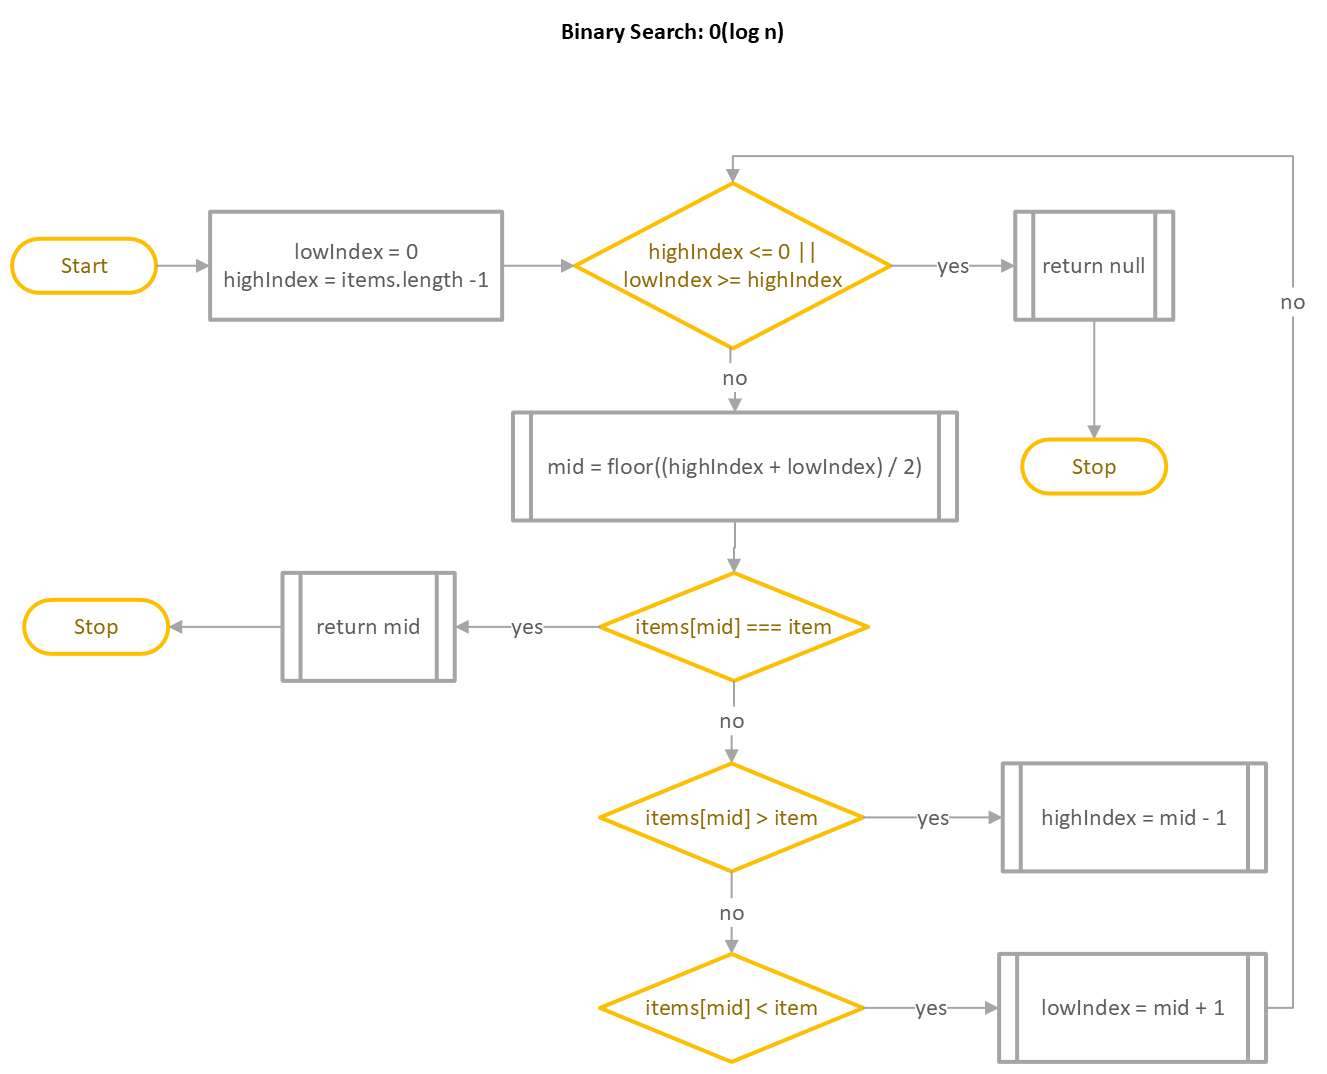 Binary Search: 0(log n)
Start
lowIndex = 0
highIndex = items.length -1
highIndex <= 0 ||
lowIndex >= highIndex
yes
return null
no
no
mid = floor((highIndex + lowIndex) / 2)
Stop
Stop
return mid
yes
items[mid] === item
no
items[mid] > item
yes
highIndex = mid - 1
no
items[mid] < item
yes
lowIndex = mid + 1